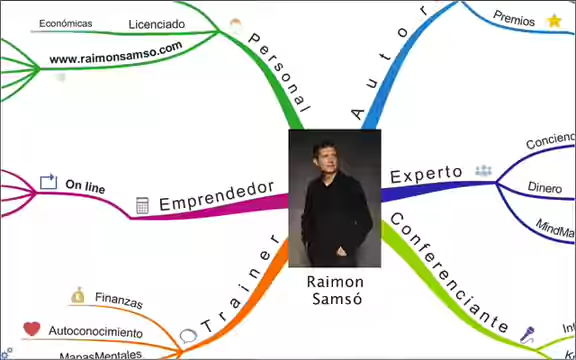 Económicas
Licenciado
www.raimonsamso.com
Personal
Autor
Premios
On line
Emprendedor
Experto
Dinero
Raimon
Samsó
Trainer
Finanzas
Autoconocimiento
MapasMentales
Conferenciante